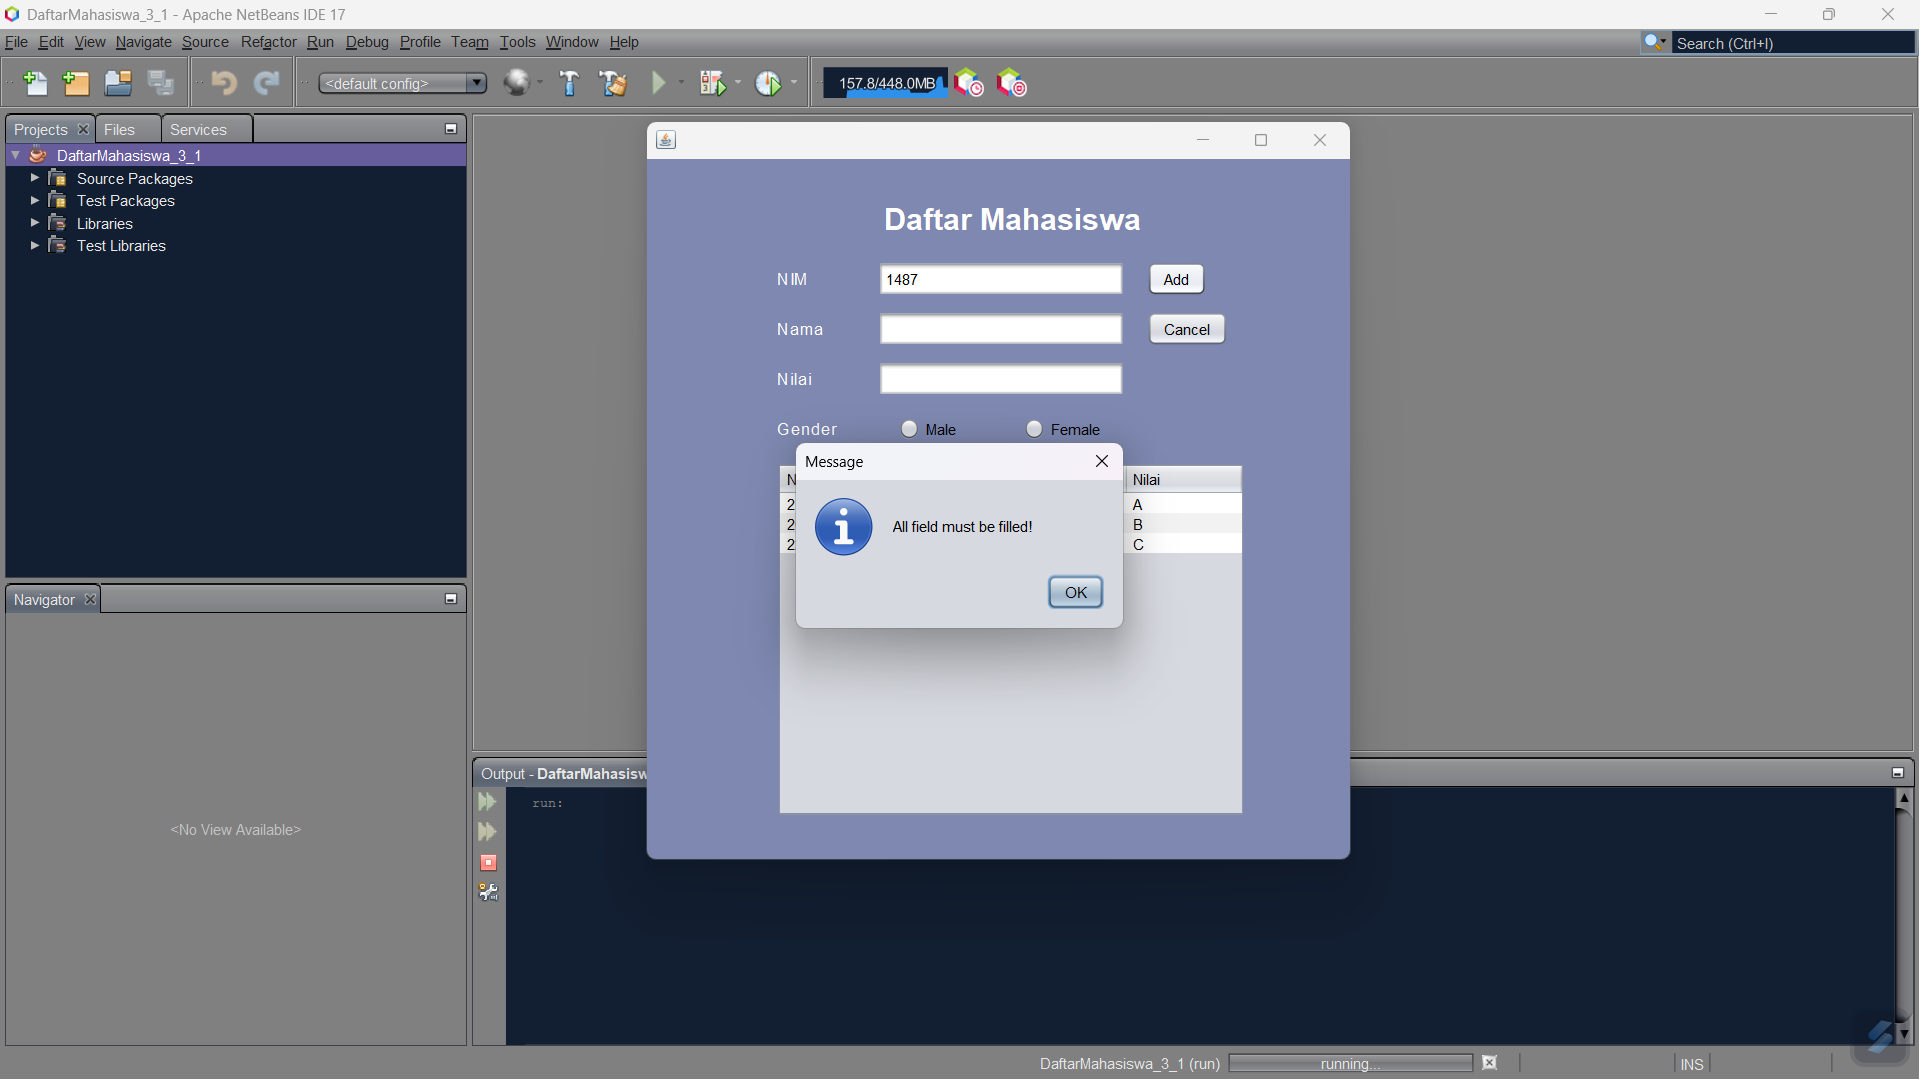 DaftarMahasiswa_3_1 - Apache NetBeans IDE 17
File Edit View Navigate Source Refactor Run Debug Profile Team Tools Window Help
Search (Ctrl+I)
<default config>
157.8/448.0MB
Projects Files Services
DaftarMahasiswa_3_1
Source Packages
Test Packages
Libraries
Test Libraries
Navigator
<No View Available>
Daftar Mahasiswa
NIM 1487 Add
Nama Cancel
Nilai
Gender Male Female
N Nilai
2 A
2 B
2 C
Message
All field must be filled!
OK
Output - DaftarMahasisw
run:
DaftarMahasiswa_3_1 (run) running... INS